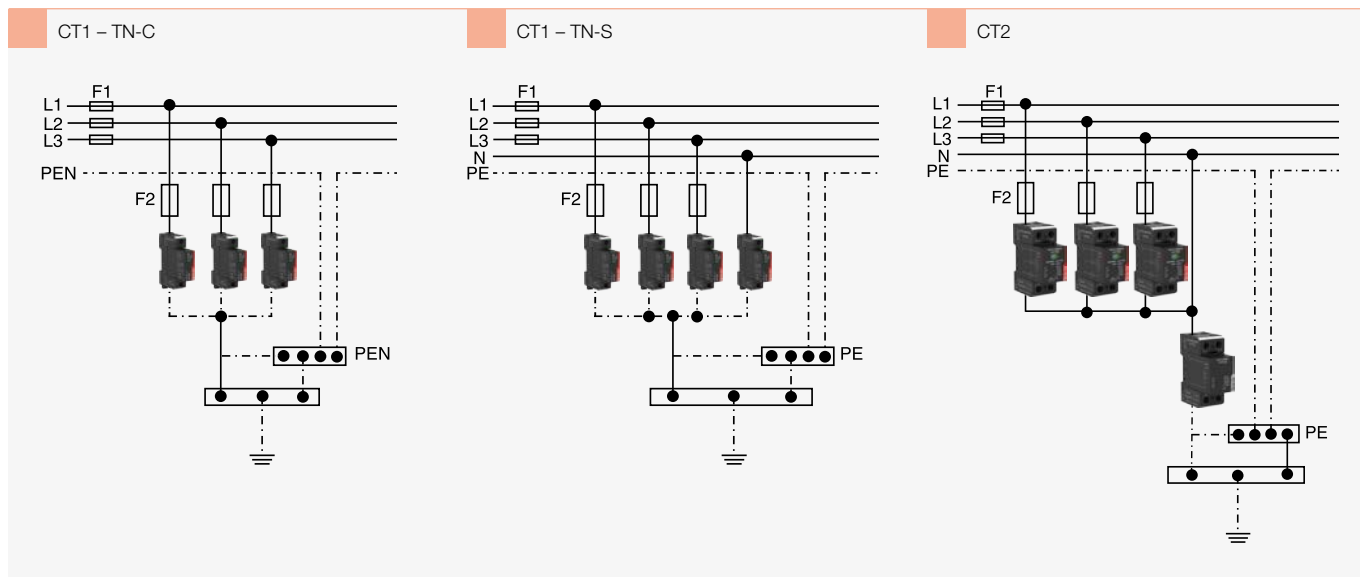 CT1 – TN-C
F1
L1
L2
L3
PEN
F2
PEN
CT1 – TN-S
F1
L1
L2
L3
N
PE
F2
PE
CT2
F1
L1
L2
L3
N
PE
F2
PE